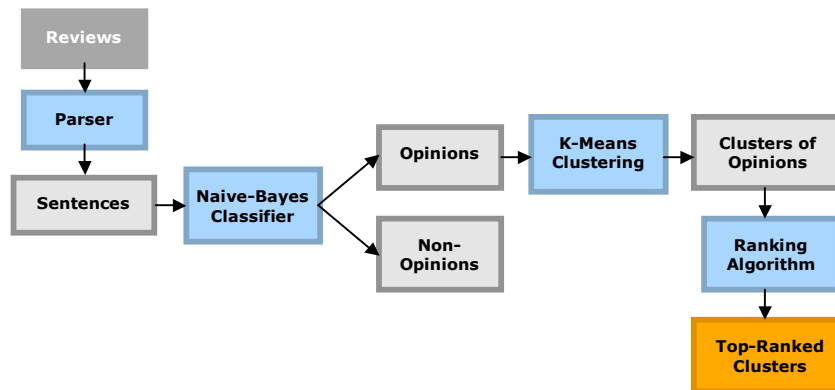 Reviews
Parser
Sentences
Naive-Bayes
Classifier
Opinions
Non-
Opinions
K-Means
Clustering
Clusters of
Opinions
Ranking
Algorithm
Top-Ranked
Clusters